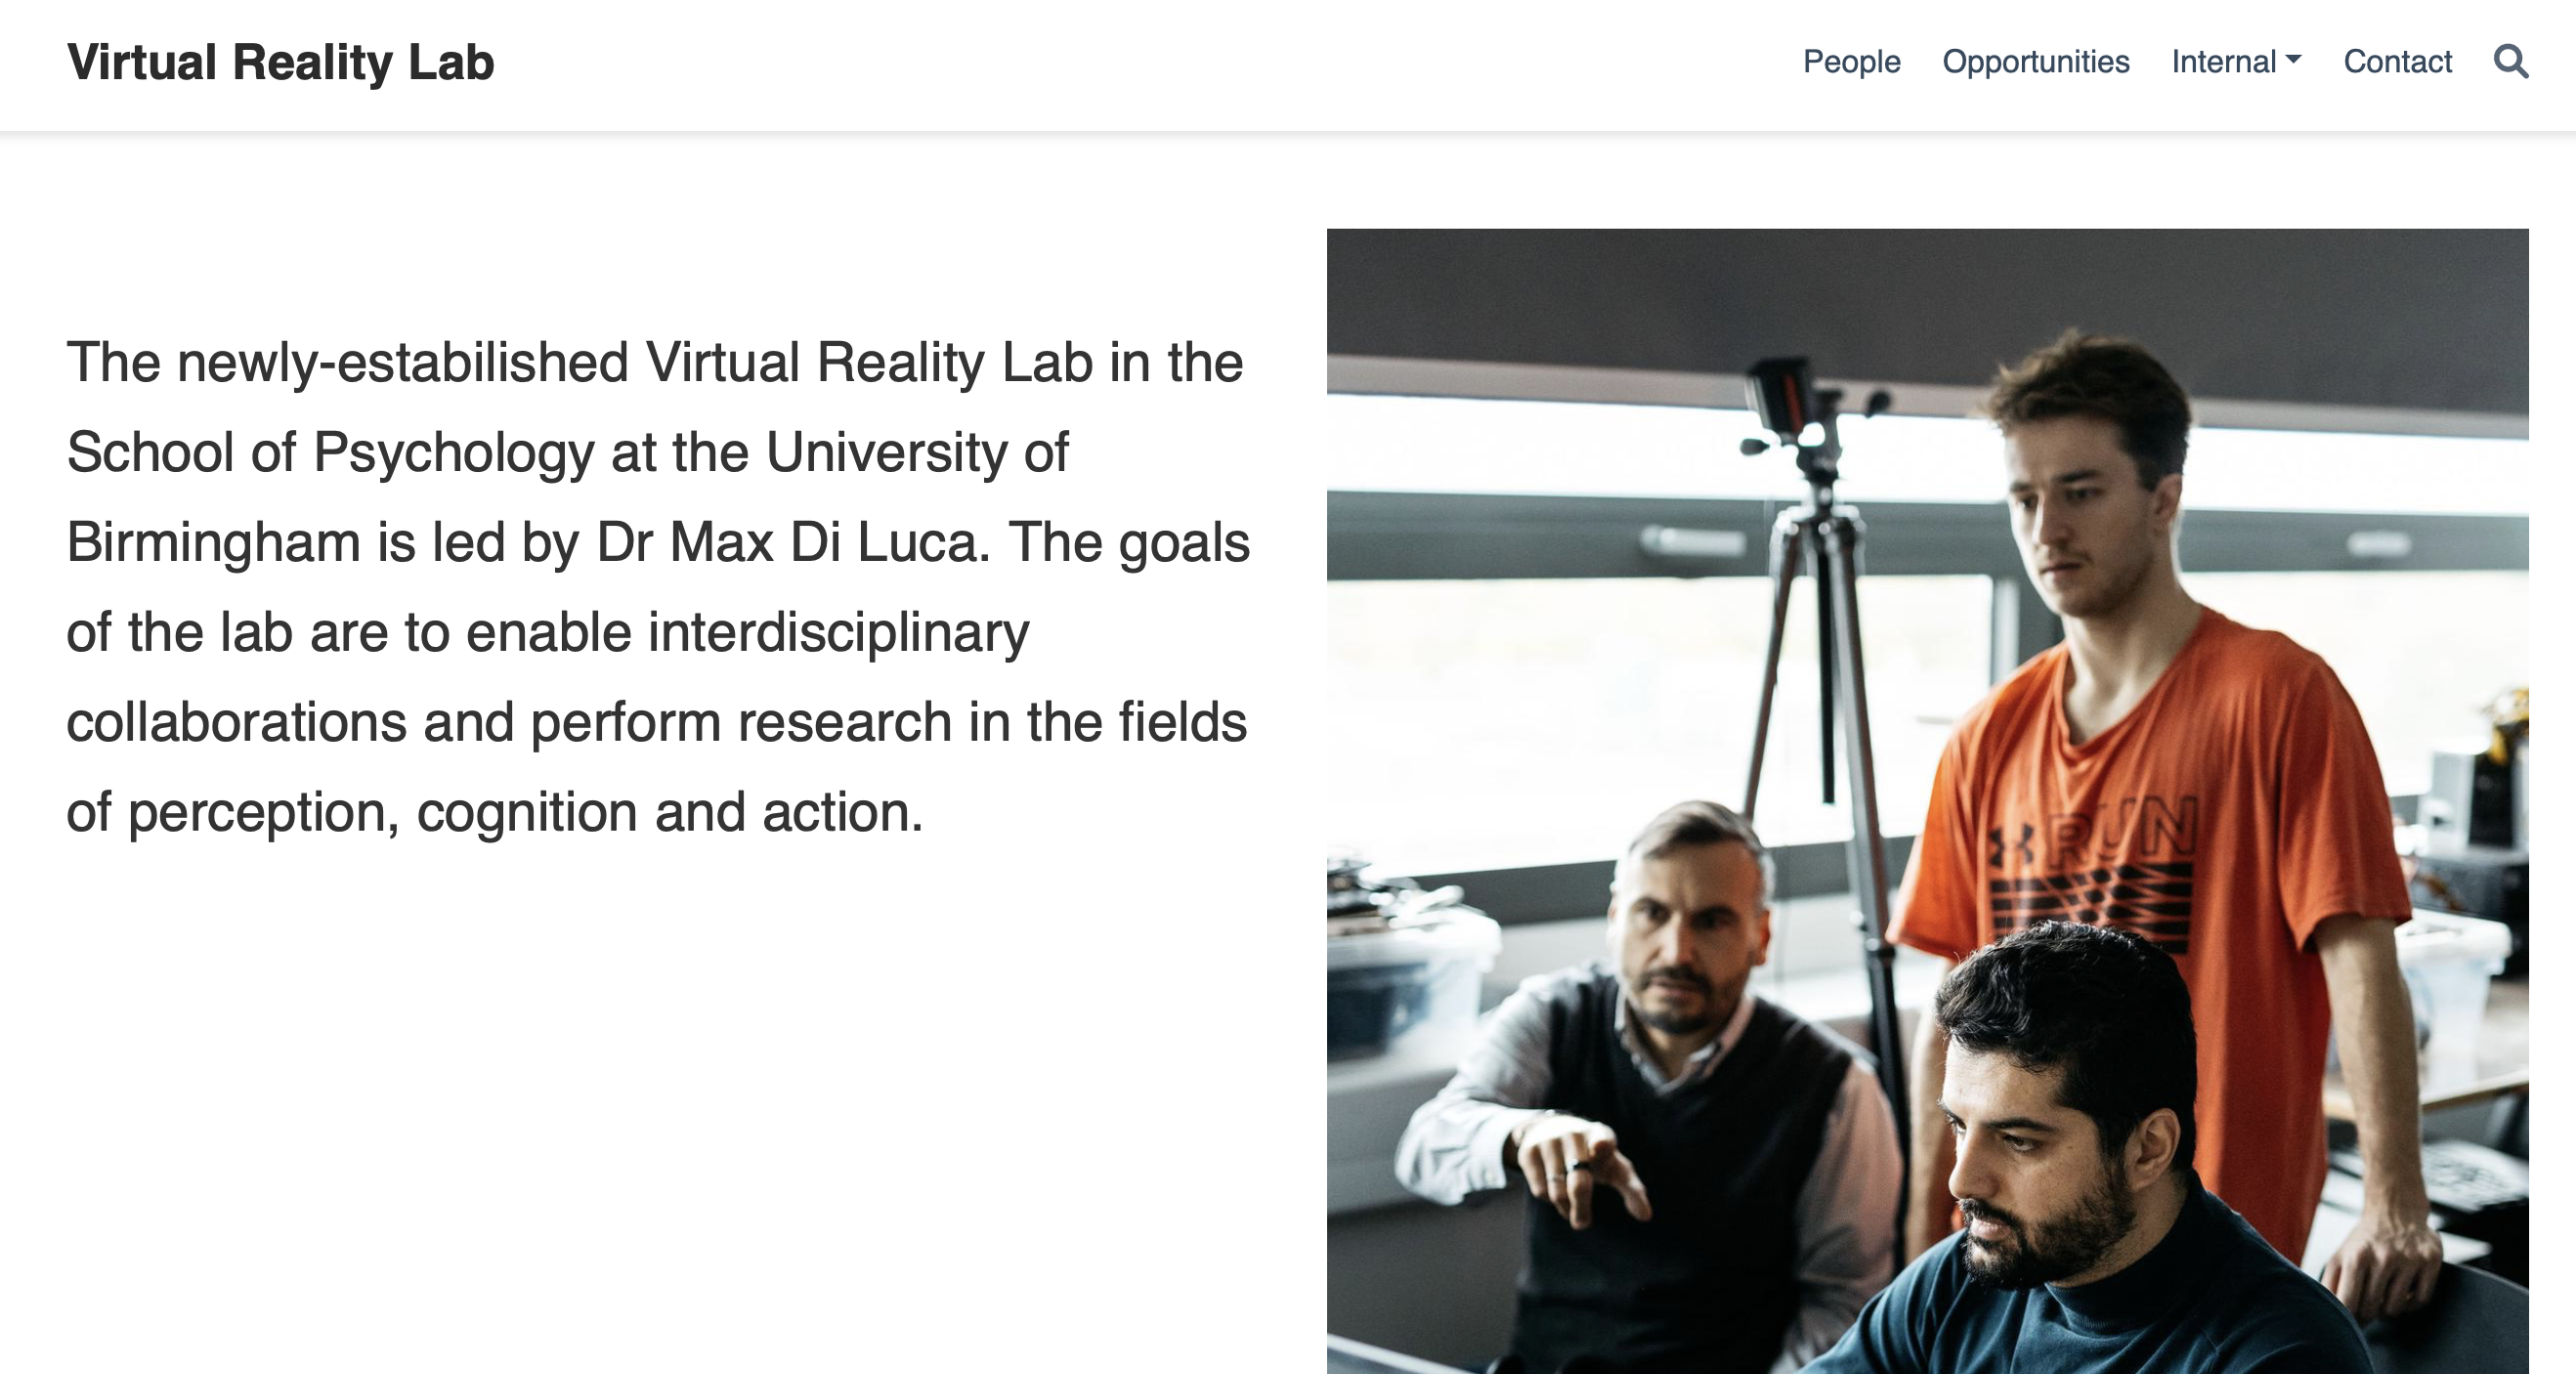 Virtual Reality Lab
People Opportunities Internal Contact
The newly-estabilished Virtual Reality Lab in the
School of Psychology at the University of
Birmingham is led by Dr Max Di Luca. The goals
of the lab are to enable interdisciplinary
collaborations and perform research in the fields
of perception, cognition and action.
RUN